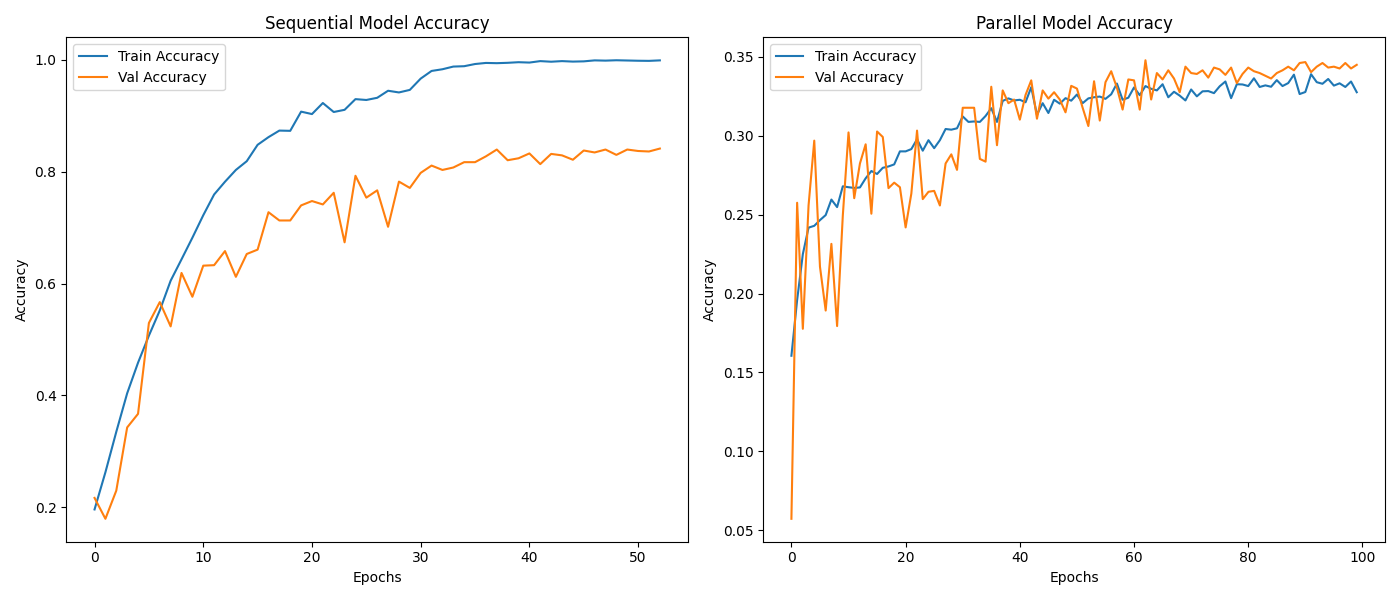 Sequential Model Accuracy
Train Accuracy
Val Accuracy
1.0
0.8
0.6
0.4
0.2
Accuracy
0 10 20 30 40 50
Epochs
Parallel Model Accuracy
Train Accuracy
Val Accuracy
0.35
0.30
0.25
0.20
0.15
0.10
0.05
Accuracy
0 20 40 60 80 100
Epochs